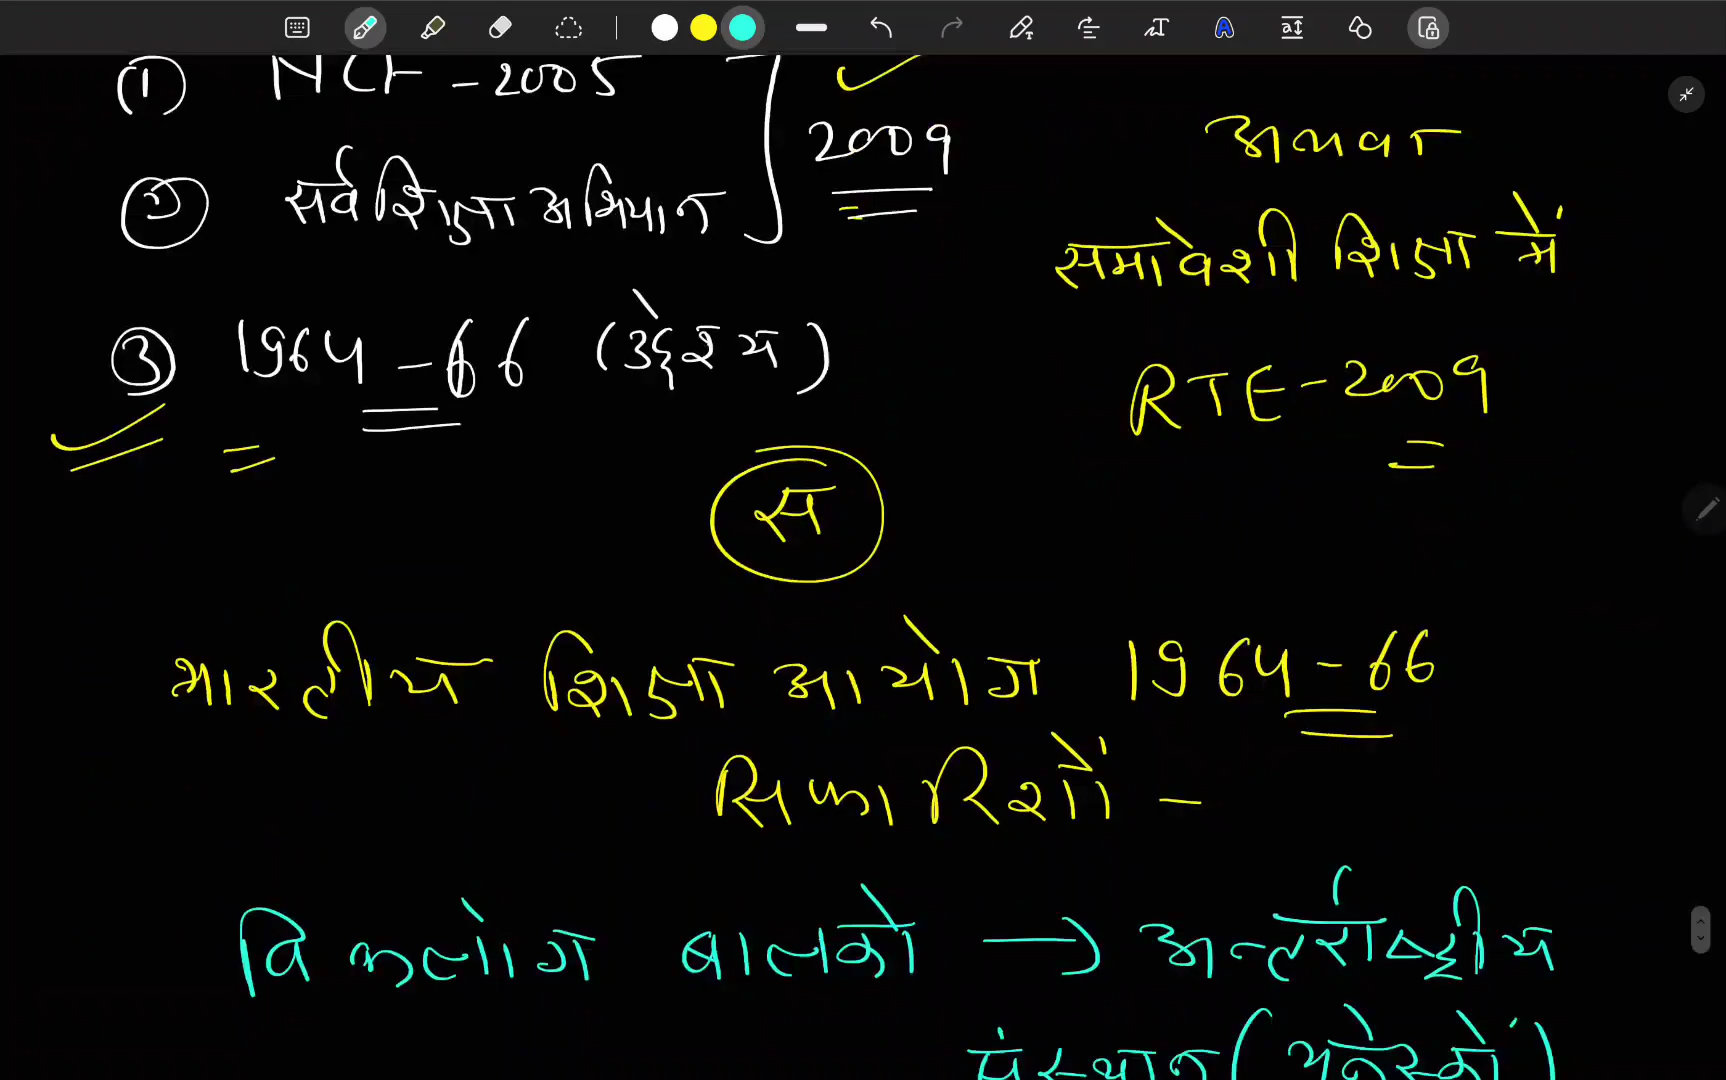 (1) NCF - 2005
(2) सर्व शिक्षा अभियान
2009
(3) 1964 - 66 (उद्देश्य)
अथवा
समावेशी शिक्षा में
RTE - 2009
स
भारतीय शिक्षा आयोग 1964 - 66
सिफारिशों -
विकलांग बालकों → अन्तर्राष्ट्रीय
संस्थान (यूनेस्को)